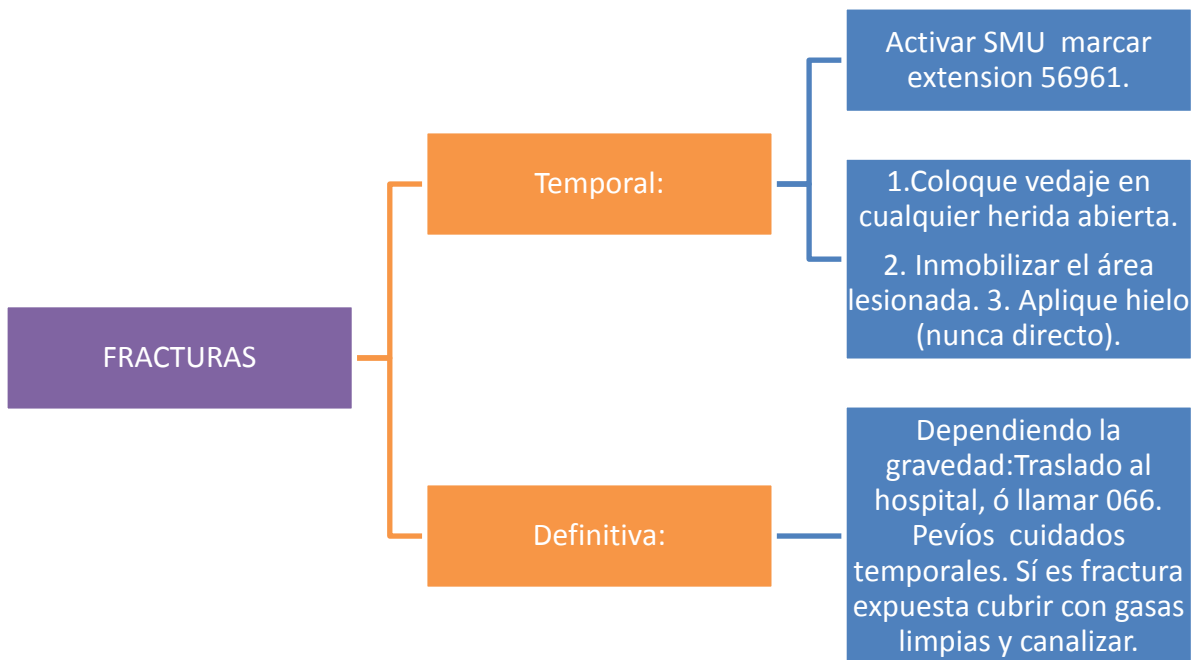 FRACTURAS
Temporal:
Activar SMU  marcar
extension 56961.
1.Coloque vedaje en
cualquier herida abierta.
2. Inmobilizar el área
lesionada. 3. Aplique hielo
(nunca directo).
Definitiva:
Dependiendo la
gravedad:Traslado al
hospital, ó llamar 066.
Pevíos  cuidados
temporales. Sí es fractura
expuesta cubrir con gasas
limpias y canalizar.